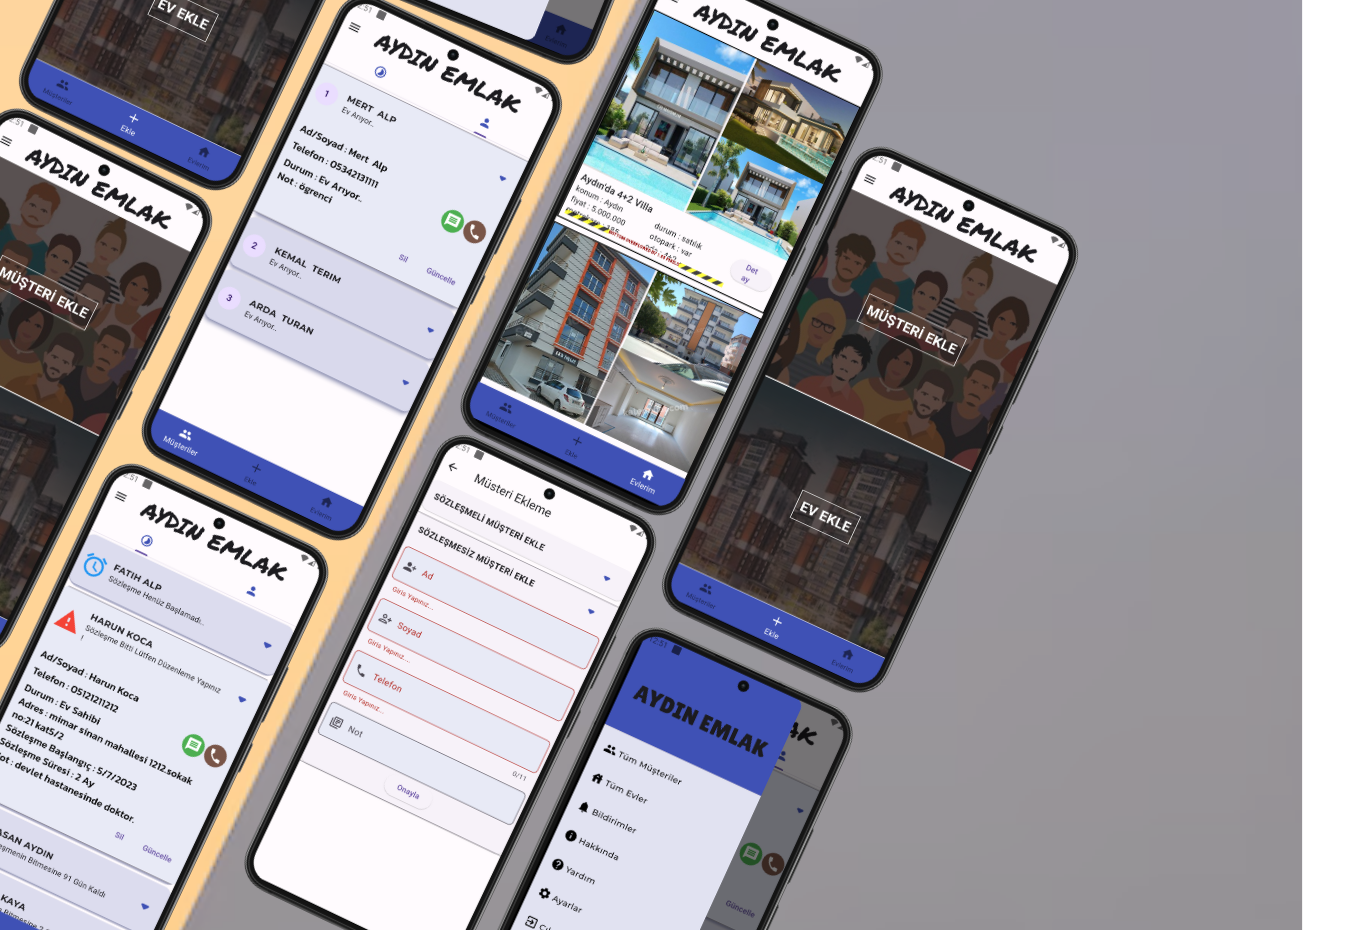 EV EKLE
Müşteriler
Ekle
Evlerim
AYDIN EMLAK
MÜŞTERİ EKLE
AYDIN EMLAK
1
MERT ALP
Ev Arıyor..
Ad/Soyad : Mert Alp
Telefon : 05342131111
Durum : Ev Arıyor..
Not : ögrenci
Sil
Güncelle
2
KEMAL TERIM
Ev Arıyor..
3
ARDA TURAN
Ev Arıyor..
Müşteriler
Ekle
Evlerim
AYDIN EMLAK
FATIH ALP
Sözleşme Henüz Başlamadı..
HARUN KOCA
Sözleşme Bitti Lütfen Düzenleme Yapınız
!
Ad/Soyad : Harun Koca
Telefon : 05121211212
Durum : Ev Sahibi
Adres : mimar sinan mahallesi 1212.sokak
no:21 kat5/2
Sözleşme Başlangıç : 5/7/2023
Sözleşme Süresi : 2 Ay
ot : devlet hastanesinde doktor.
Sil
Güncelle
ASAN AYDIN
eşmenin Bitmesine 91 Gün Kaldı
KAYA
AYDIN EMLAK
Aydın'da 4+2 Villa
konum : Aydın
fiyat : 5.000.000
durum : satılık
otopark : var
Det
ay
Müşteriler
Ekle
Evlerim
Müşteri Ekleme
SÖZLEŞMELİ MÜŞTERİ EKLE
SÖZLEŞMESİZ MÜŞTERİ EKLE
Ad
Giriş Yapınız...
Soyad
Giriş Yapınız...
Telefon
Giriş Yapınız...
0/11
Not
Onayla
AYDIN EMLAK
MÜŞTERİ EKLE
EV EKLE
Müşteriler
Ekle
Evlerim
AYDIN EMLAK
AK
Tüm Müşteriler
Tüm Evler
Bildirimler
Hakkında
Yardım
Ayarlar
Güncelle